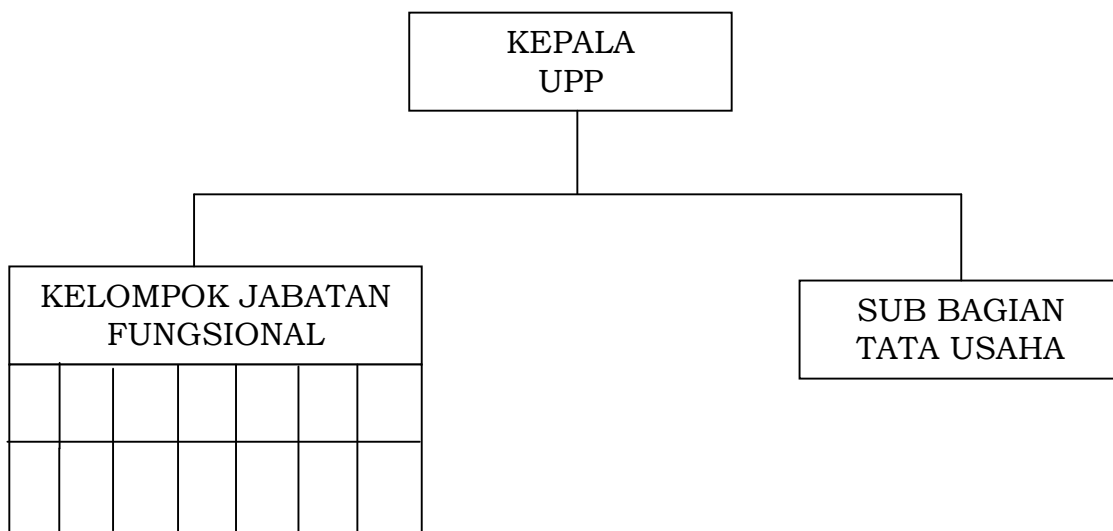 KEPALA
UPP
KELOMPOK JABATAN
FUNGSIONAL
SUB BAGIAN
TATA USAHA